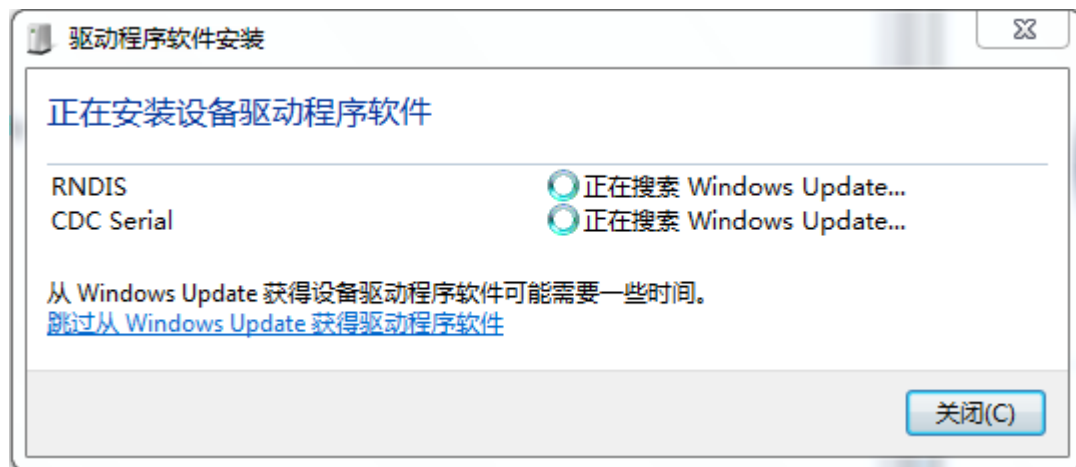 驱动程序软件安装
正在安装设备驱动程序软件
RNDIS 正在搜索 Windows Update...
CDC Serial 正在搜索 Windows Update...
从 Windows Update 获得设备驱动程序软件可能需要一些时间。
跳过从 Windows Update 获得驱动程序软件
关闭(C)